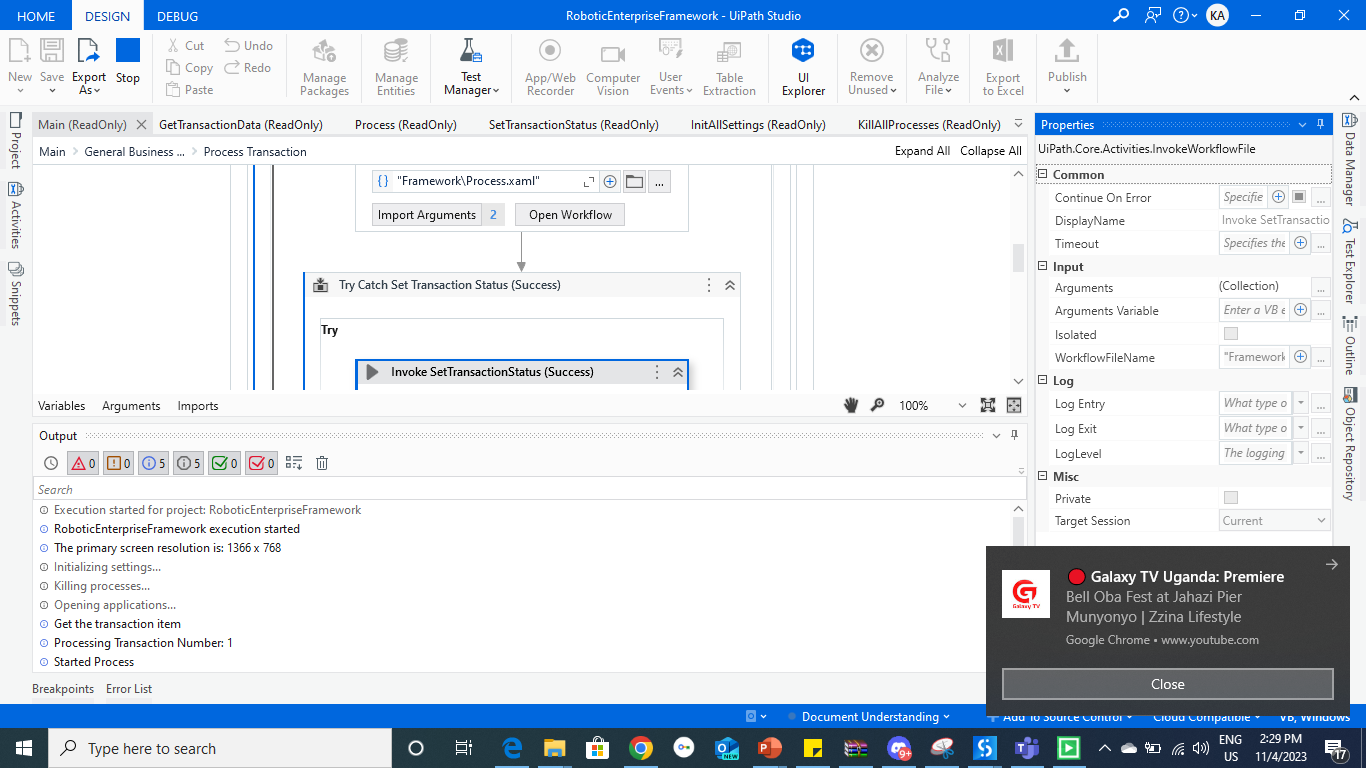 HOME DESIGN DEBUG RoboticEnterpriseFramework - UiPath Studio KA
New Save Export As Stop Cut Copy Paste Undo Redo Manage Packages Manage Entities Test Manager App/Web Recorder Computer Vision User Events Table Extraction UI Explorer Remove Unused Analyze File Export to Excel Publish
Project
Activities
Snippets
Main (ReadOnly) GetTransactionData (ReadOnly) Process (ReadOnly) SetTransactionStatus (ReadOnly) InitAllSettings (ReadOnly) KillAllProcesses (ReadOnly)
Main General Business ... Process Transaction Expand All Collapse All
"Framework\Process.xaml" ...
Import Arguments 2 Open Workflow
Try Catch Set Transaction Status (Success)
Try
Invoke SetTransactionStatus (Success)
Variables Arguments Imports 100%
Output
0 0 5 5 0 0
Search
Execution started for project: RoboticEnterpriseFramework
RoboticEnterpriseFramework execution started
The primary screen resolution is: 1366 x 768
Initializing settings...
Killing processes...
Opening applications...
Get the transaction item
Processing Transaction Number: 1
Started Process
Breakpoints Error List
Properties
UiPath.Core.Activities.InvokeWorkflowFile
Common
Continue On Error Specifie ...
DisplayName Invoke SetTransactio
Timeout Specifies the ...
Input
Arguments (Collection) ...
Arguments Variable Enter a VB e ...
Isolated
WorkflowFileName "Framework ...
Log
Log Entry What type o ...
Log Exit What type o ...
LogLevel The logging ...
Misc
Private
Target Session Current
Data Manager
Test Explorer
Outline
Object Repository
Galaxy TV
Galaxy TV Uganda: Premiere
Bell Oba Fest at Jahazi Pier
Munyonyo | Zzina Lifestyle
Google Chrome • www.youtube.com
Close
Document Understanding Add To Source Control Cloud Compatible VB, Windows
Type here to search NEW 9+ ENG US 2:29 PM 11/4/2023 17